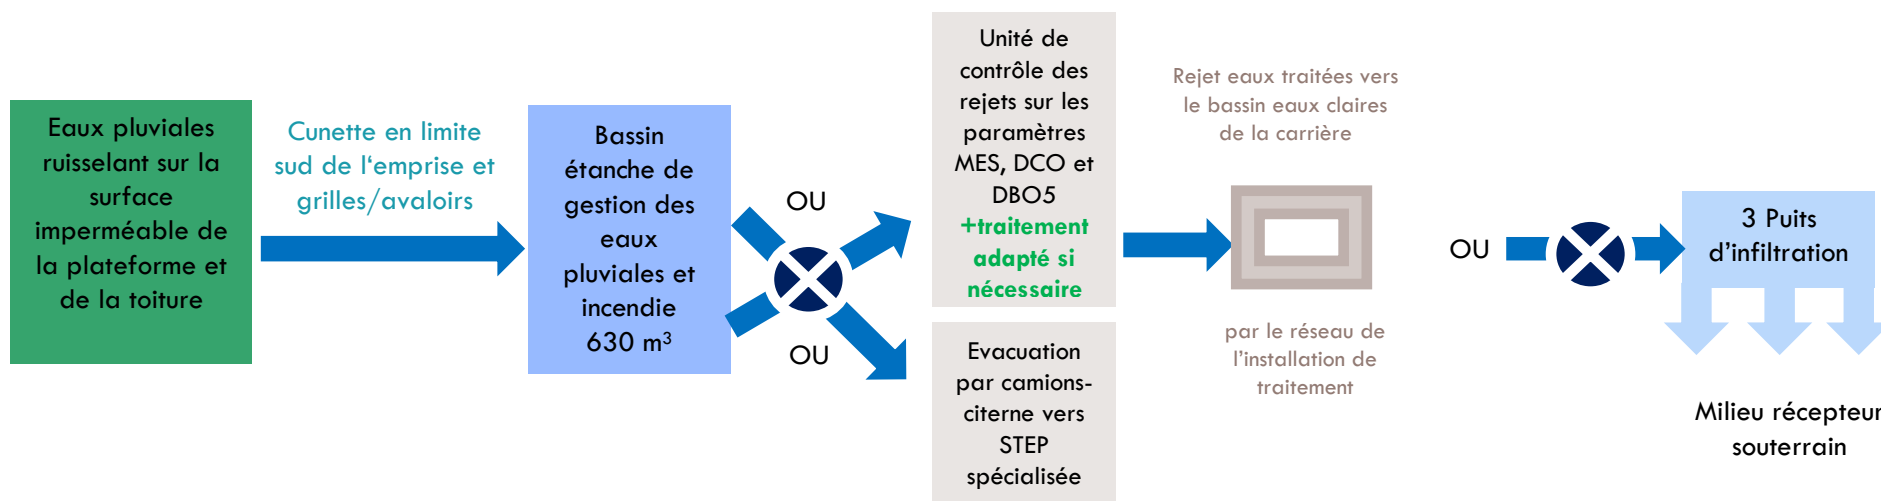 Eaux pluviales
ruisselant sur la
surface
imperméable de
la plateforme et
de la toiture
Cunette en limite
sud de l'emprise et
grilles/avaloirs
Bassin
étanche de
gestion des
eaux
pluviales et
incendie
630 m³
OU
OU
Unité de
contrôle des
rejets sur les
paramètres
MES, DCO et
DBO5
+traitement
adapté si
nécessaire
Evacuation
par camions-
citerne vers
STEP
spécialisée
Rejet eaux traitées vers
le bassin eaux claires
de la carrière
par le réseau de
l'installation de
traitement
OU
3 Puits
d'infiltration
Milieu récepteur
souterrain